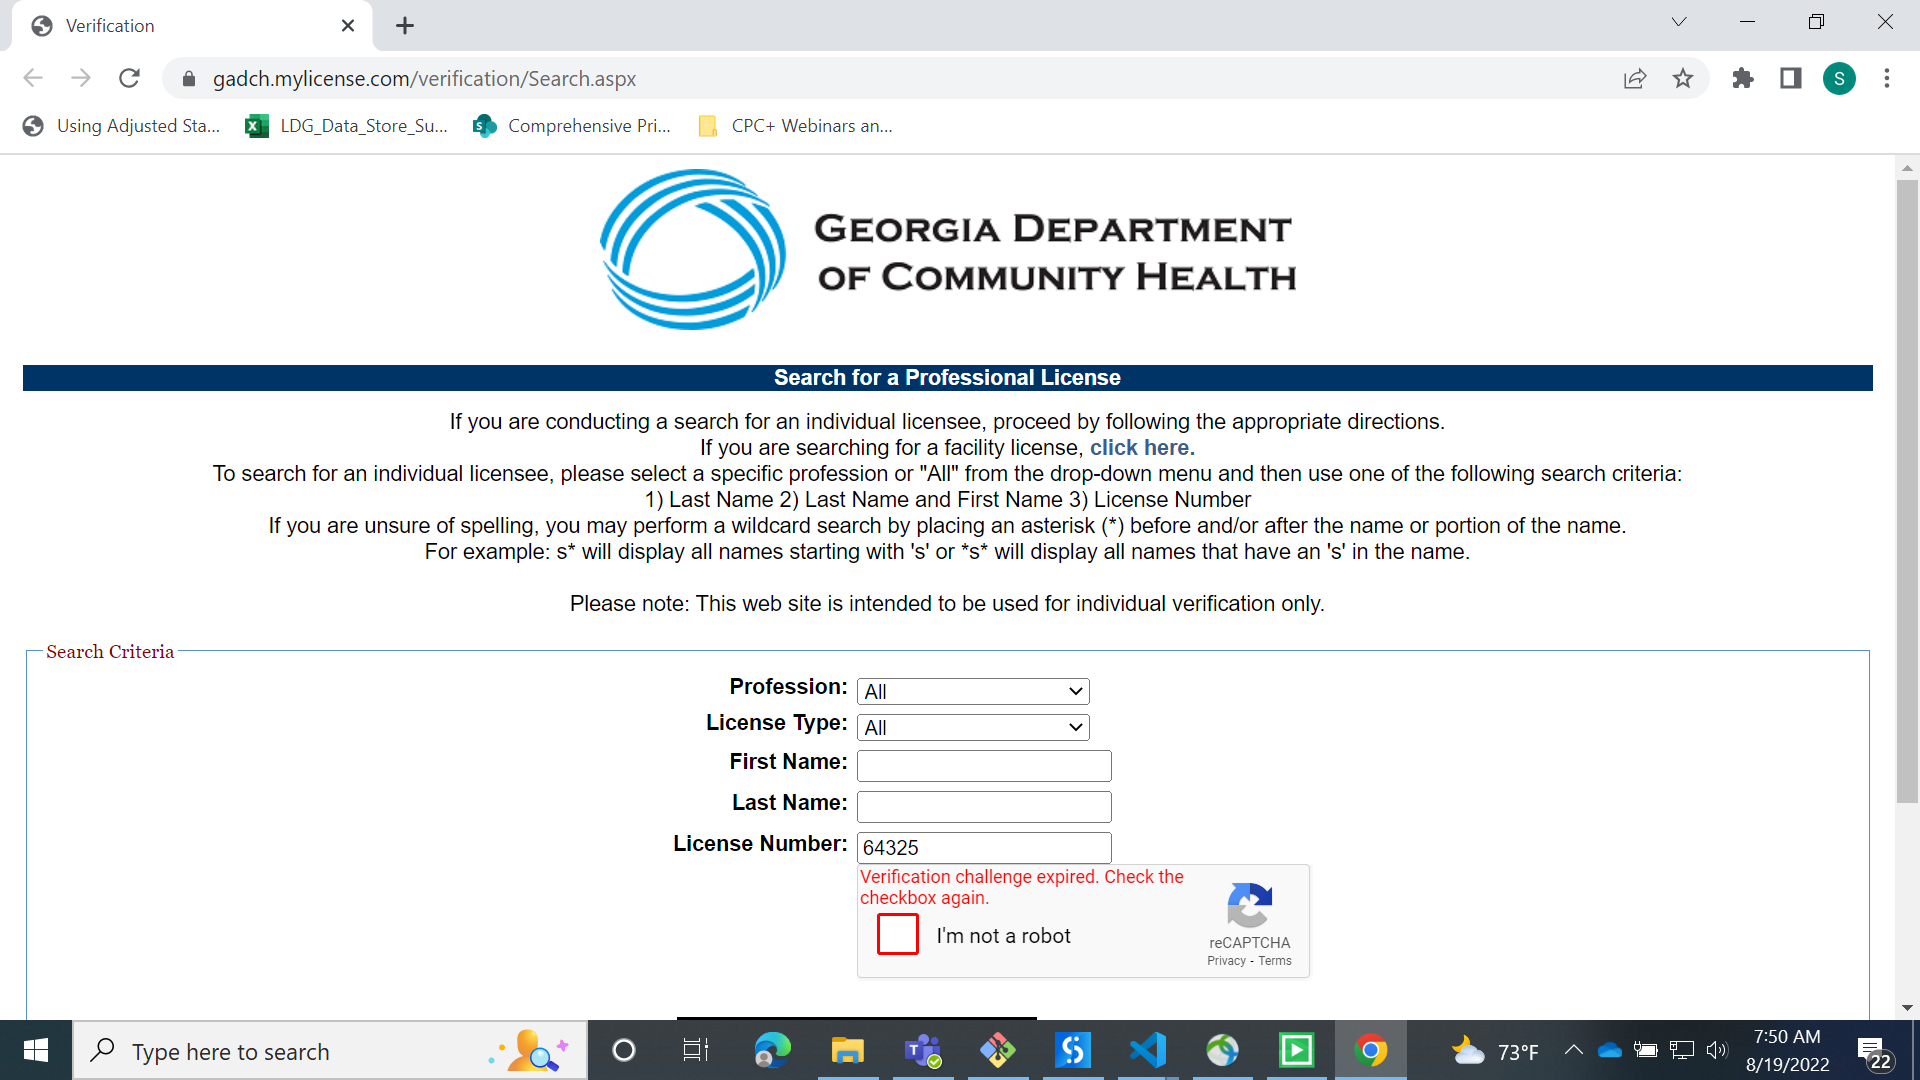 Verification
gadch.mylicense.com/verification/Search.aspx
S
Using Adjusted Sta...
LDG_Data_Store_Su...
Comprehensive Pri...
CPC+ Webinars an...
GEORGIA DEPARTMENT
OF COMMUNITY HEALTH
Search for a Professional License
If you are conducting a search for an individual licensee, proceed by following the appropriate directions.
If you are searching for a facility license, click here.
To search for an individual licensee, please select a specific profession or "All" from the drop-down menu and then use one of the following search criteria:
1) Last Name 2) Last Name and First Name 3) License Number
If you are unsure of spelling, you may perform a wildcard search by placing an asterisk (*) before and/or after the name or portion of the name.
For example: s* will display all names starting with 's' or *s* will display all names that have an 's' in the name.
Please note: This web site is intended to be used for individual verification only.
Search Criteria
Profession: All
License Type: All
First Name:
Last Name:
License Number: 64325
Verification challenge expired. Check the
checkbox again.
I'm not a robot
reCAPTCHA
Privacy - Terms
Type here to search
73°F
7:50 AM
8/19/2022
22